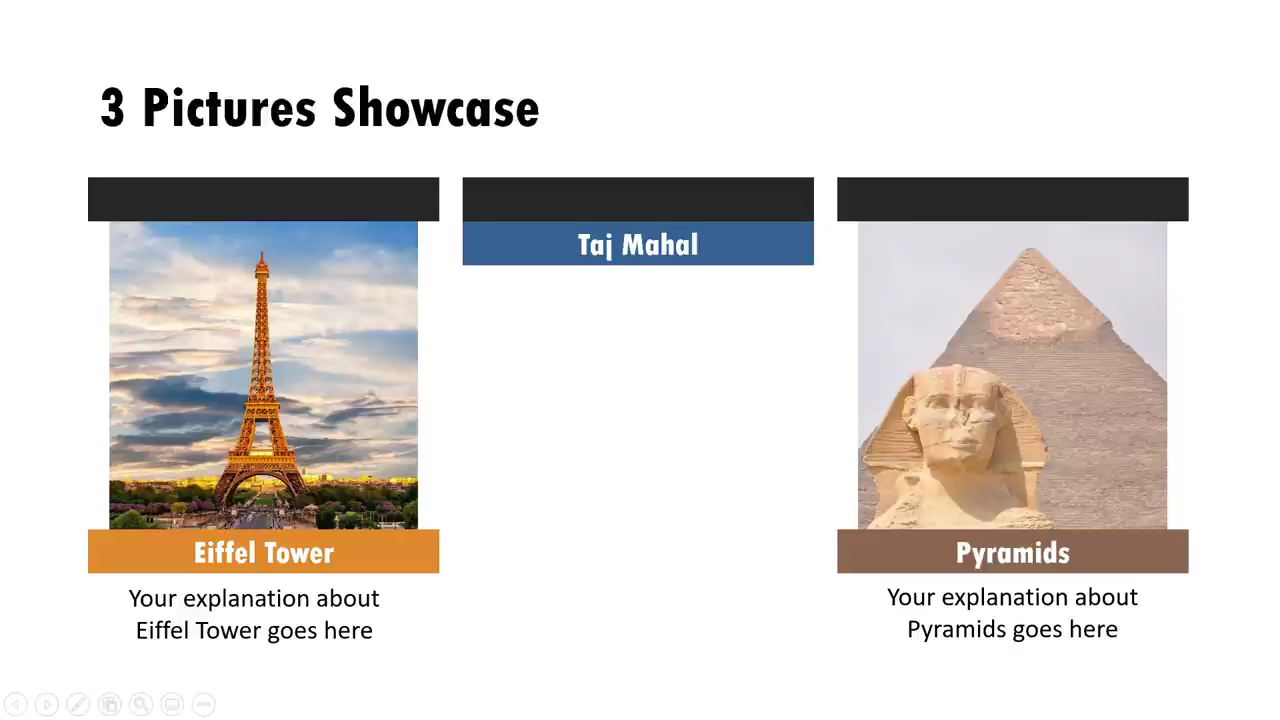 3 Pictures Showcase
Taj Mahal
Eiffel Tower
Your explanation about
Eiffel Tower goes here
Pyramids
Your explanation about
Pyramids goes here